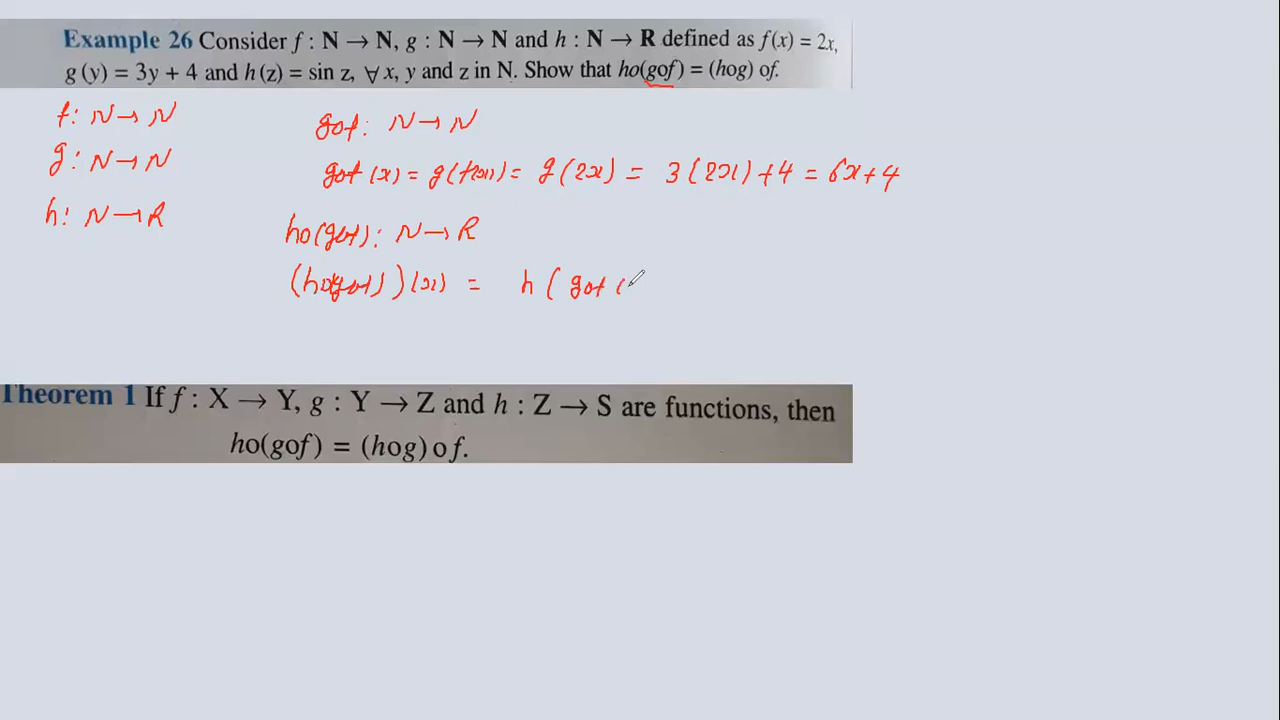 Example 26 Consider f : N → N, g : N → N and h : N → R defined as f(x) = 2x,
g (y) = 3y + 4 and h (z) = sin z, ∀ x, y and z in N. Show that ho(gof) = (hog) of.
f: N → N
g: N → N
h: N → R
gof: N → N
gof (x) = g(f(x)) = g(2x) = 3(2x) + 4 = 6x + 4
ho(gof): N → R
(ho(gof))(x) = h ( gof (
Theorem 1 If f : X → Y, g : Y → Z and h : Z → S are functions, then
ho(gof) = (hog) o f.